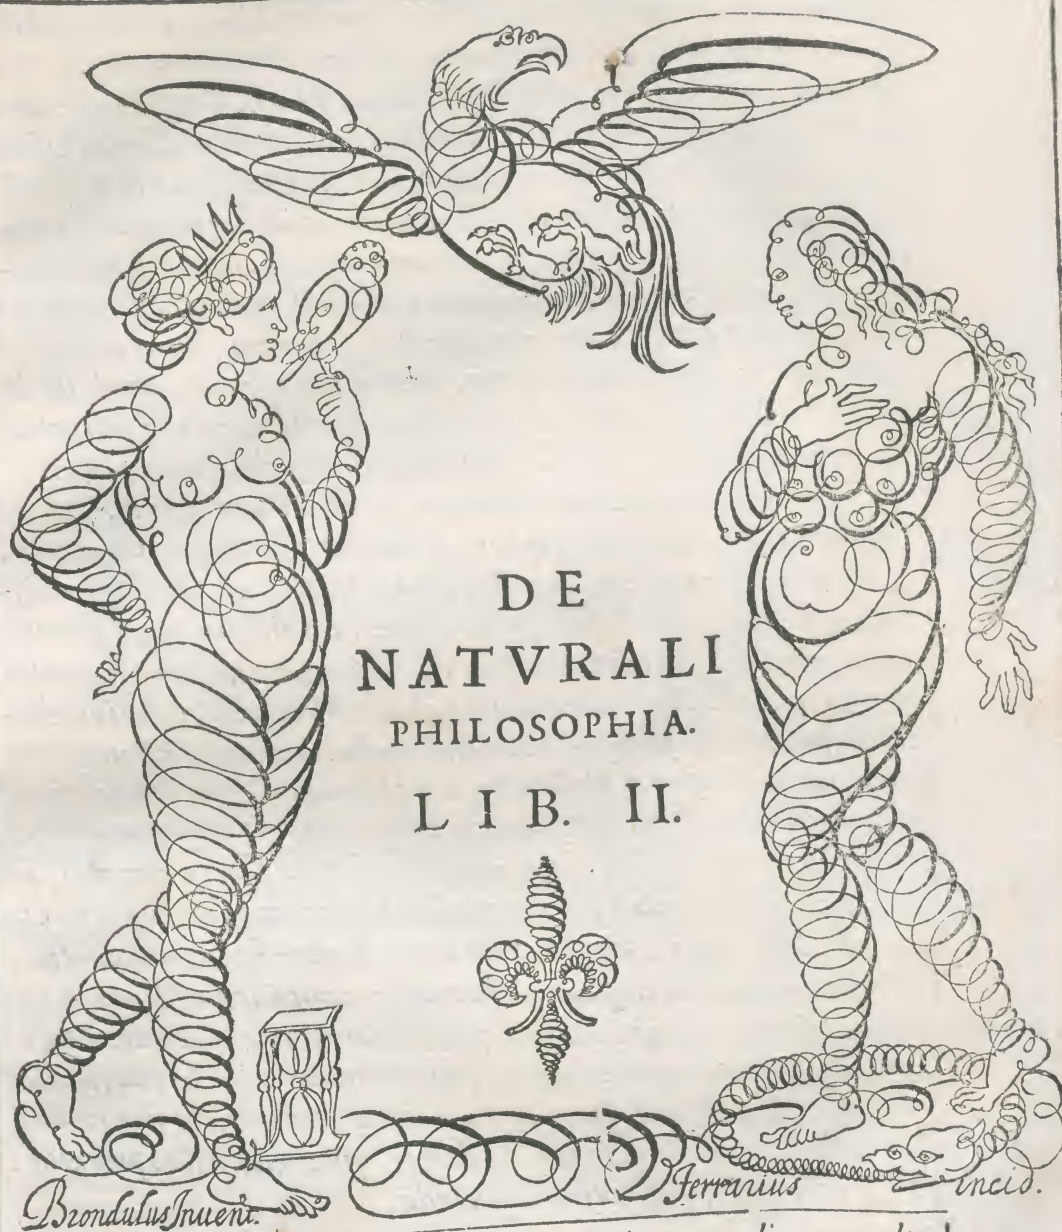 DE
NATVRALI
PHILOSOPHIA.
LIB. II.
Brondulus Inuent.
Ferrarius incid.